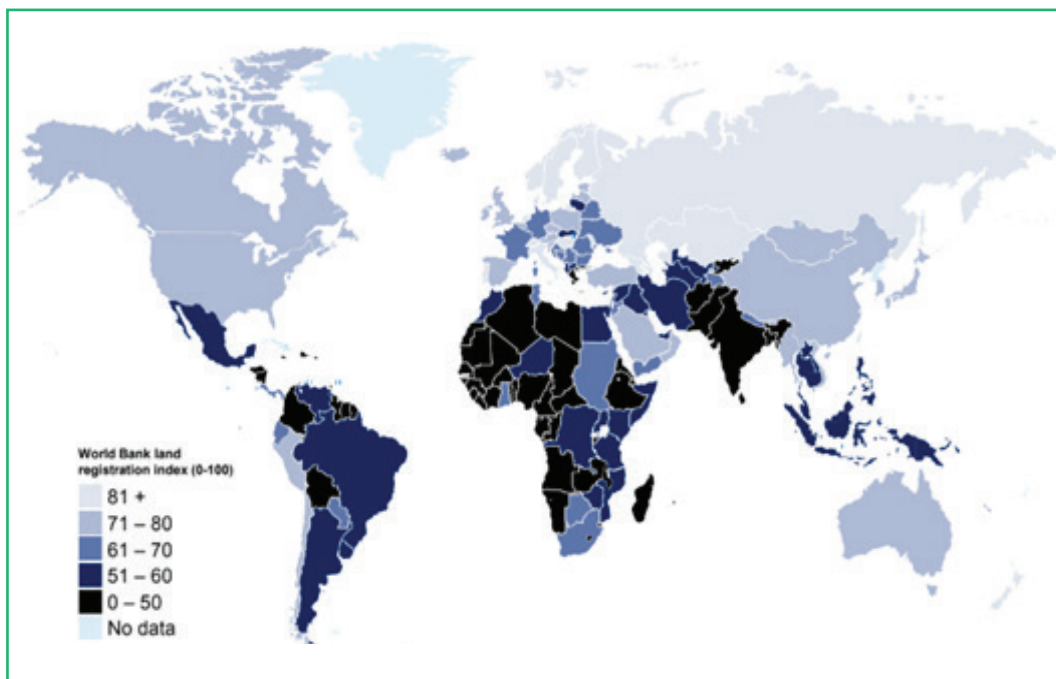 World Bank land
registration index (0-100)
81 +
71 – 80
61 – 70
51 – 60
0 – 50
No data